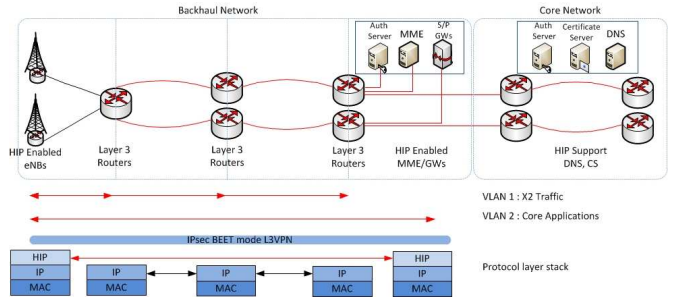 Backhaul Network
Core Network
Auth
Server
MME
S/P
GWs
Auth
Server
Certificate
Server
DNS
HIP Enabled
eNBs
Layer 3
Routers
Layer 3
Routers
Layer 3
Routers
HIP Enabled
MME/GWs
HIP Support
DNS, CS
VLAN 1 : X2 Traffic
VLAN 2 : Core Applications
IPsec BEET mode L3VPN
HIP
HIP
IP
IP
IP
IP
IP
MAC
MAC
MAC
MAC
MAC
Protocol layer stack